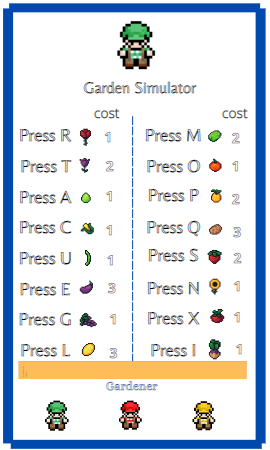 Garden Simulator
cost cost
Press R 1 Press M 2
Press T 2 Press O 1
Press A 1 Press P 2
Press C 1 Press Q 3
Press U 1 Press S 2
Press E 3 Press N 1
Press G 1 Press X 1
Press L 3 Press I 1
Gardener